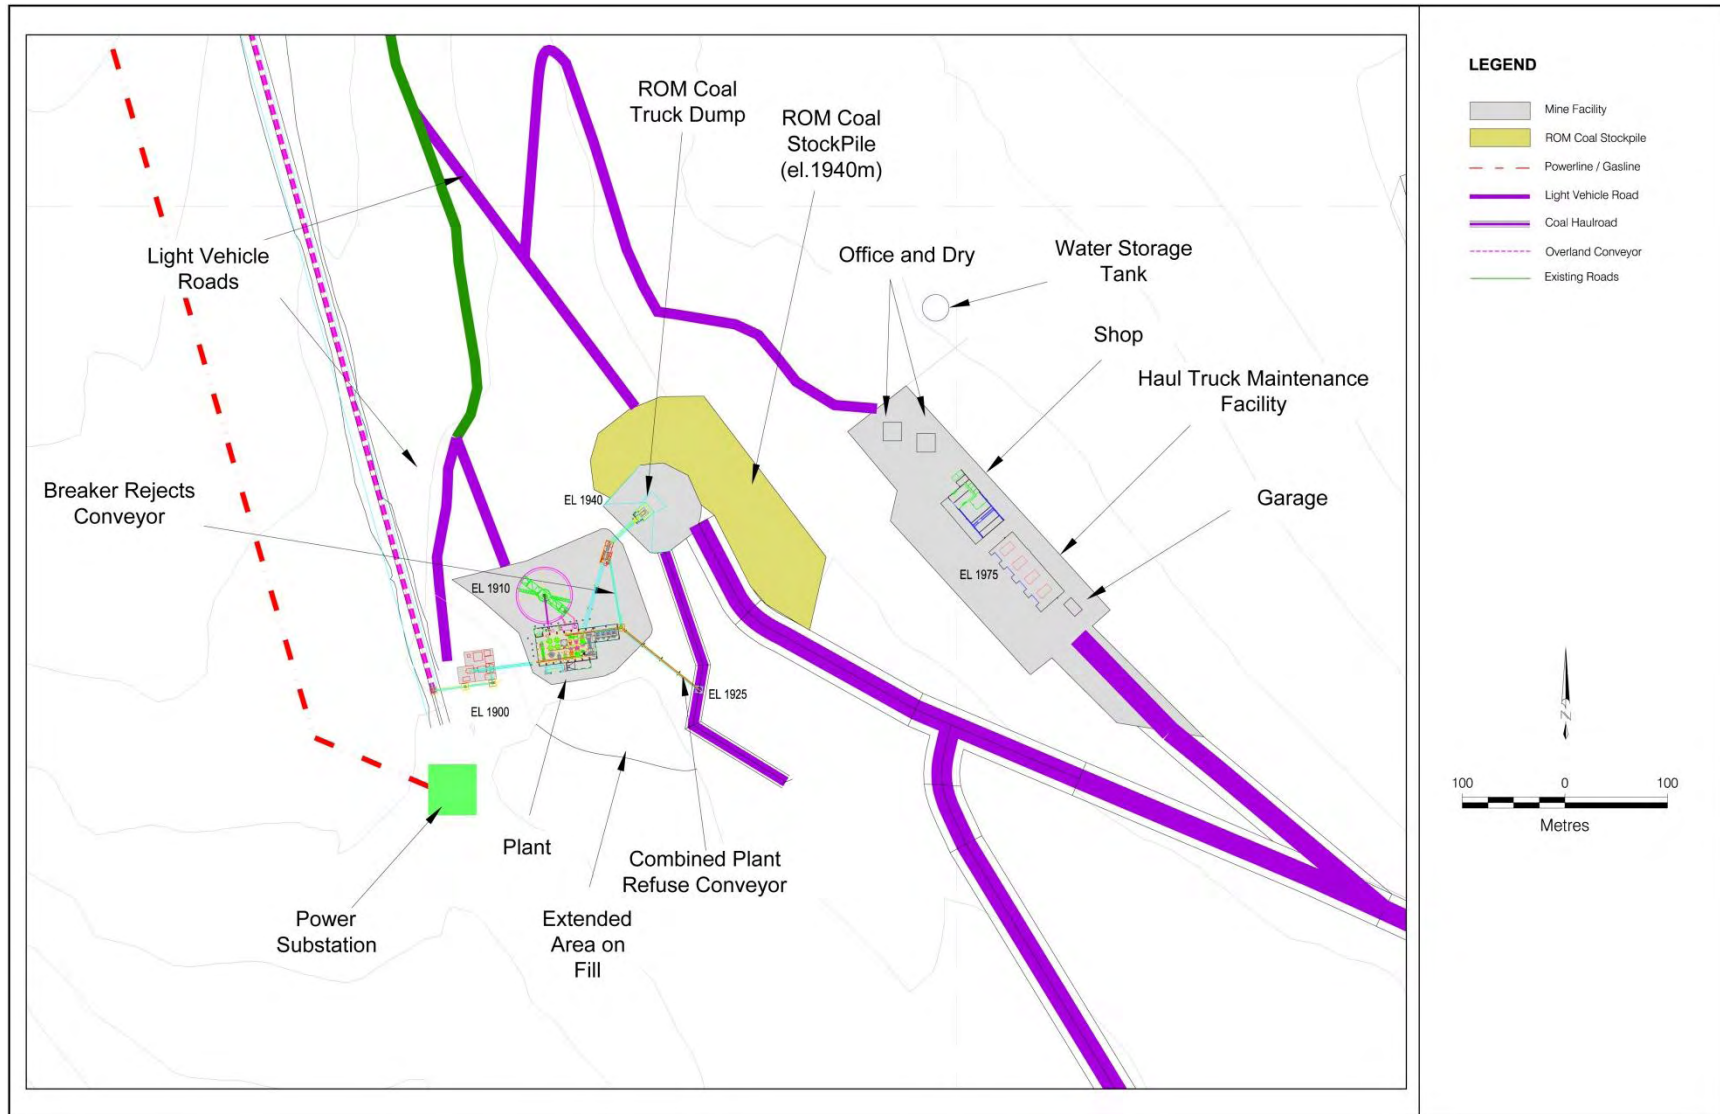 ROM Coal
Truck Dump
ROM Coal
StockPile
(el.1940m)
Light Vehicle
Roads
Office and Dry
Water Storage
Tank
Shop
Haul Truck Maintenance
Facility
Garage
Breaker Rejects
Conveyor
EL 1940
EL 1910
EL 1975
EL 1925
EL 1900
Plant
Combined Plant
Refuse Conveyor
Power
Substation
Extended
Area on
Fill
LEGEND
Mine Facility
ROM Coal Stockpile
Powerline / Gasline
Light Vehicle Road
Coal Haulroad
Overland Conveyor
Existing Roads
N
100 0 100
Metres